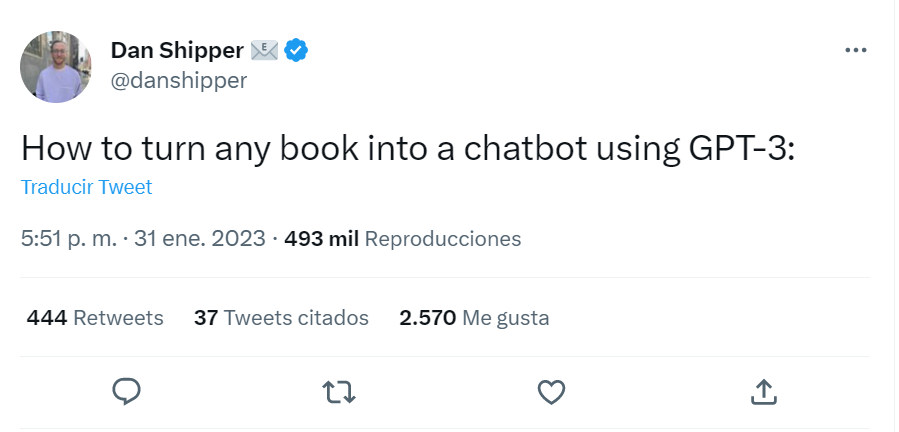 Dan Shipper
@danshipper
How to turn any book into a chatbot using GPT-3:
Traducir Tweet
5:51 p. m. · 31 ene. 2023 · 493 mil Reproducciones
444 Retweets 37 Tweets citados 2.570 Me gusta